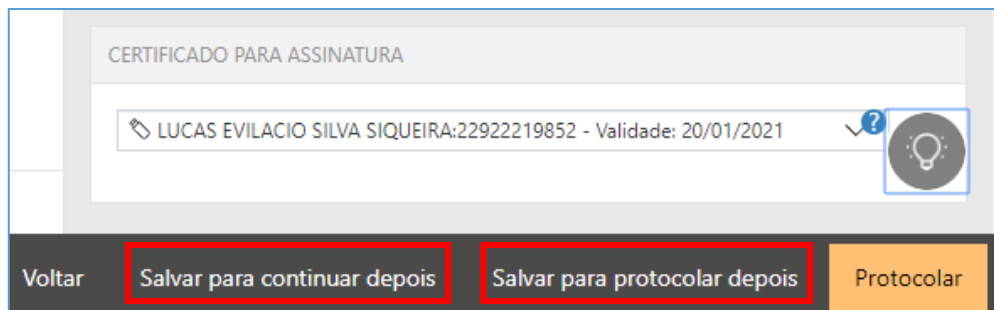 CERTIFICADO PARA ASSINATURA
LUCAS EVILACIO SILVA SIQUEIRA:22922219852 - Validade: 20/01/2021
?
Voltar
Salvar para continuar depois
Salvar para protocolar depois
Protocolar